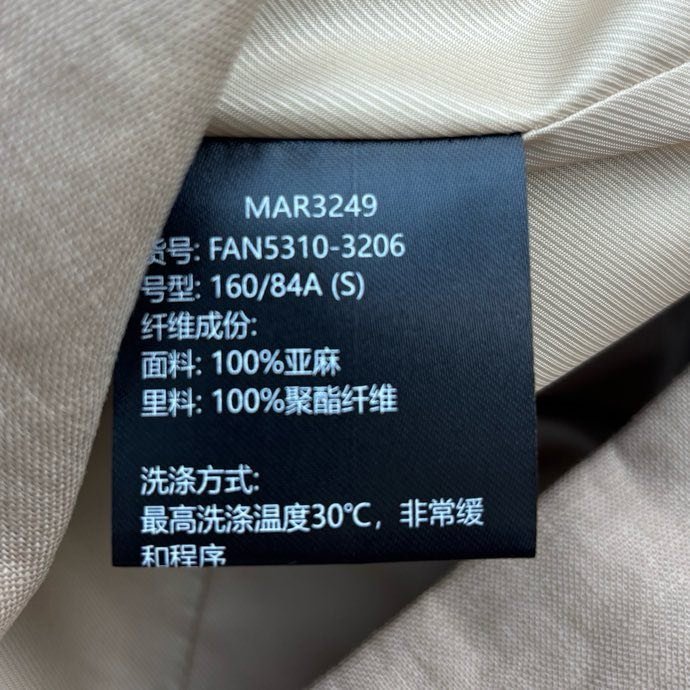 MAR3249
货号: FAN5310-3206
号型: 160/84A (S)
纤维成份:
面料: 100%亚麻
里料: 100%聚酯纤维
洗涤方式:
最高洗涤温度30℃，非常缓
和程序